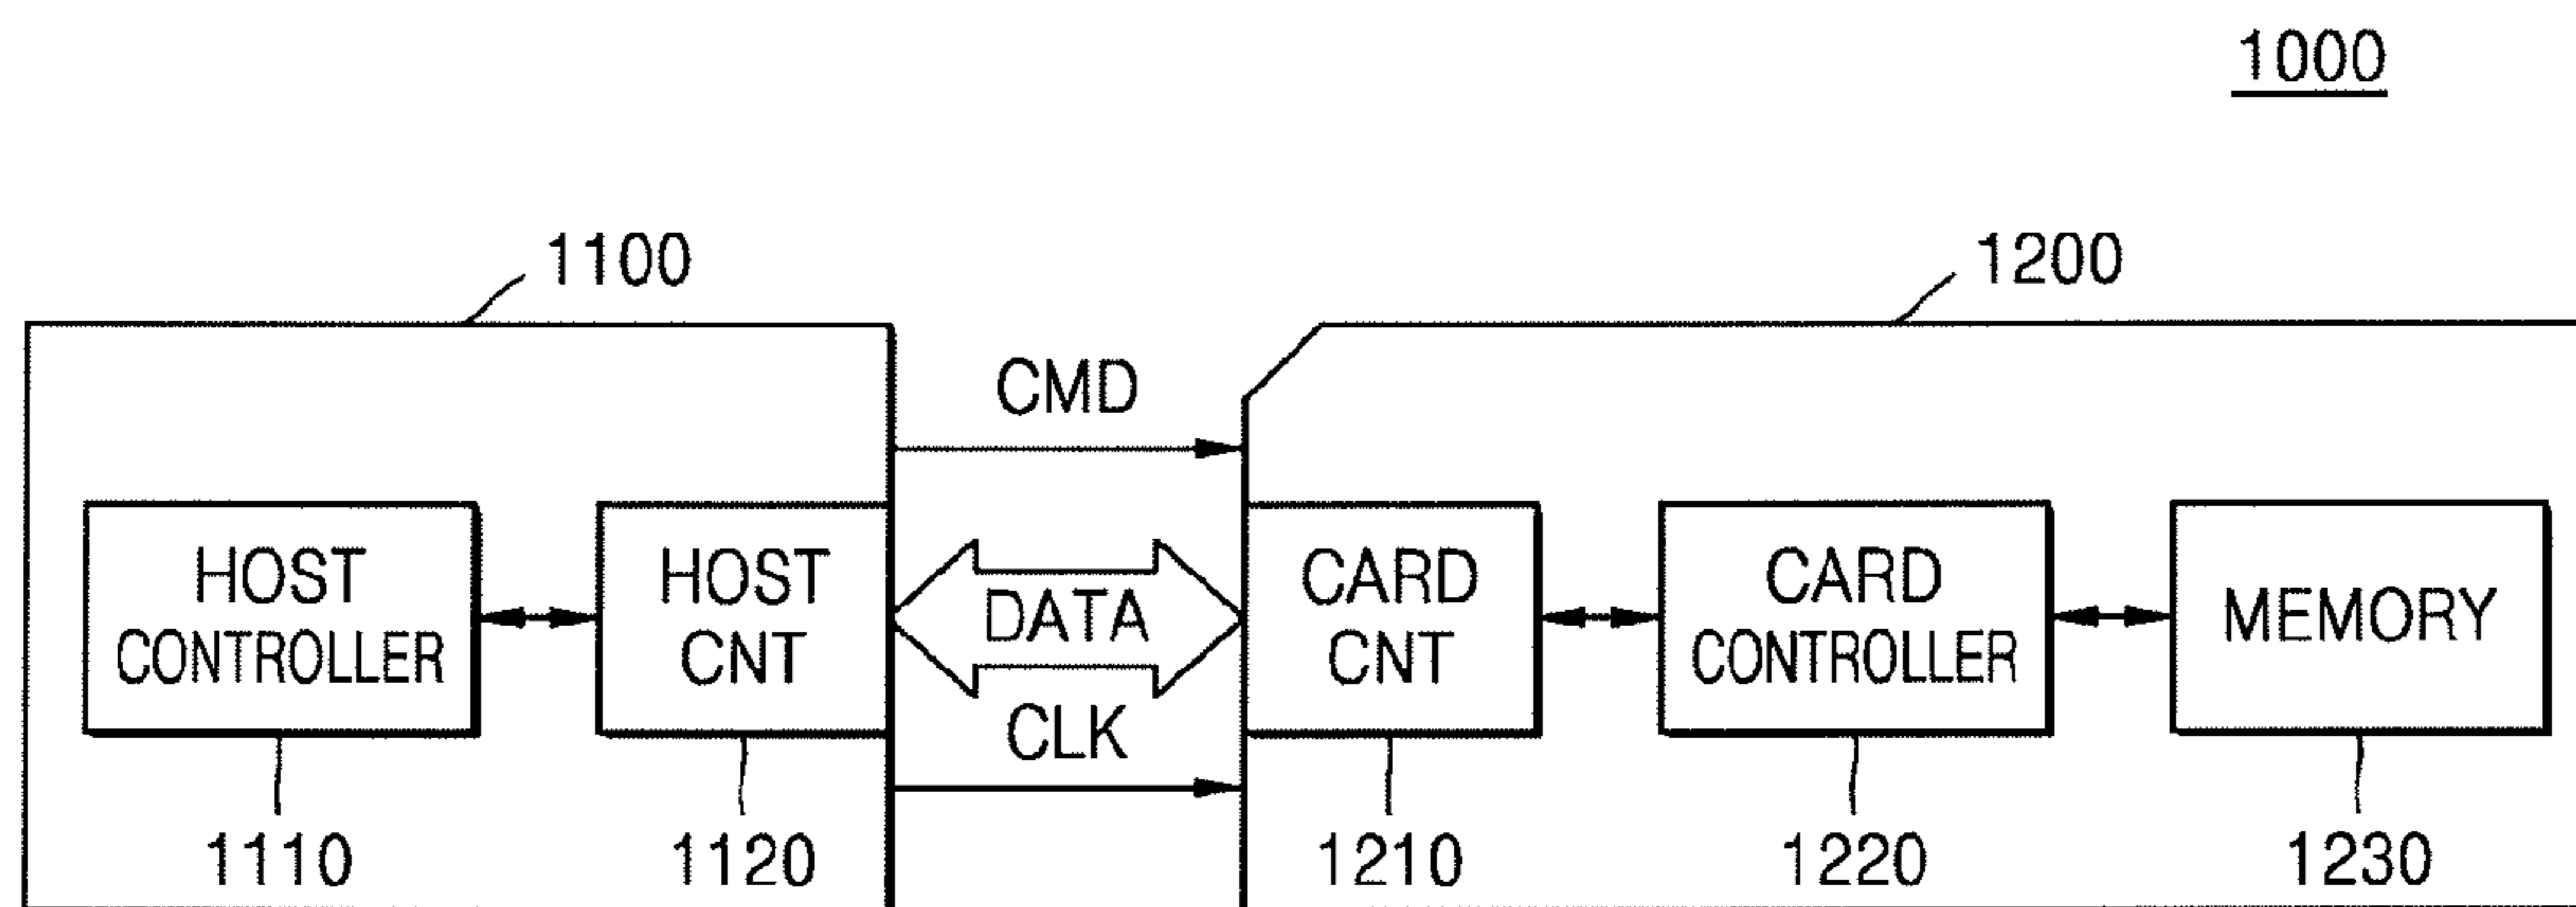 1000
1100
1200
CMD
HOST
CONTROLLER
HOST
CNT
DATA
CARD
CNT
CARD
CONTROLLER
MEMORY
CLK
1110
1120
1210
1220
1230